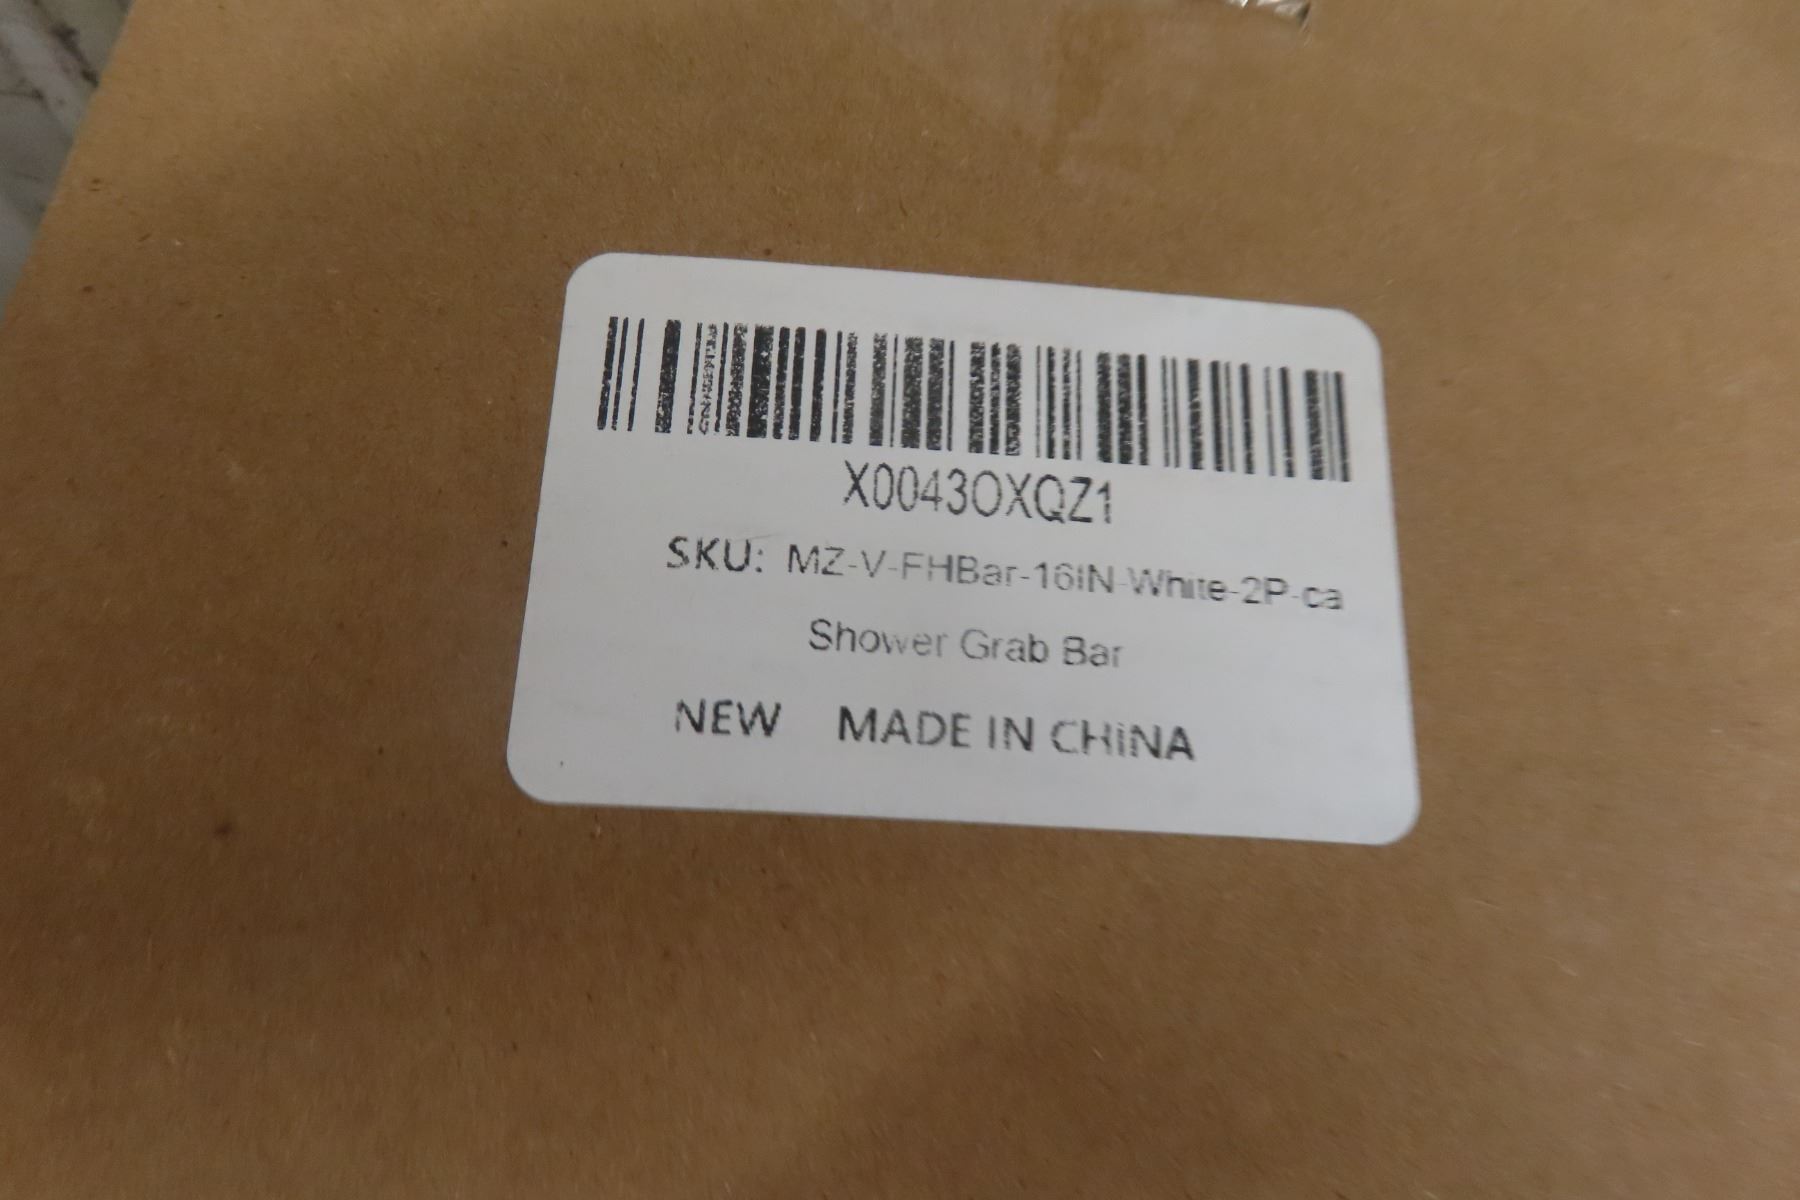 X0043OXQZ1
SKU: MZ-V-FHBar-16IN-White-2P-ca
Shower Grab Bar
NEW MADE IN CHINA